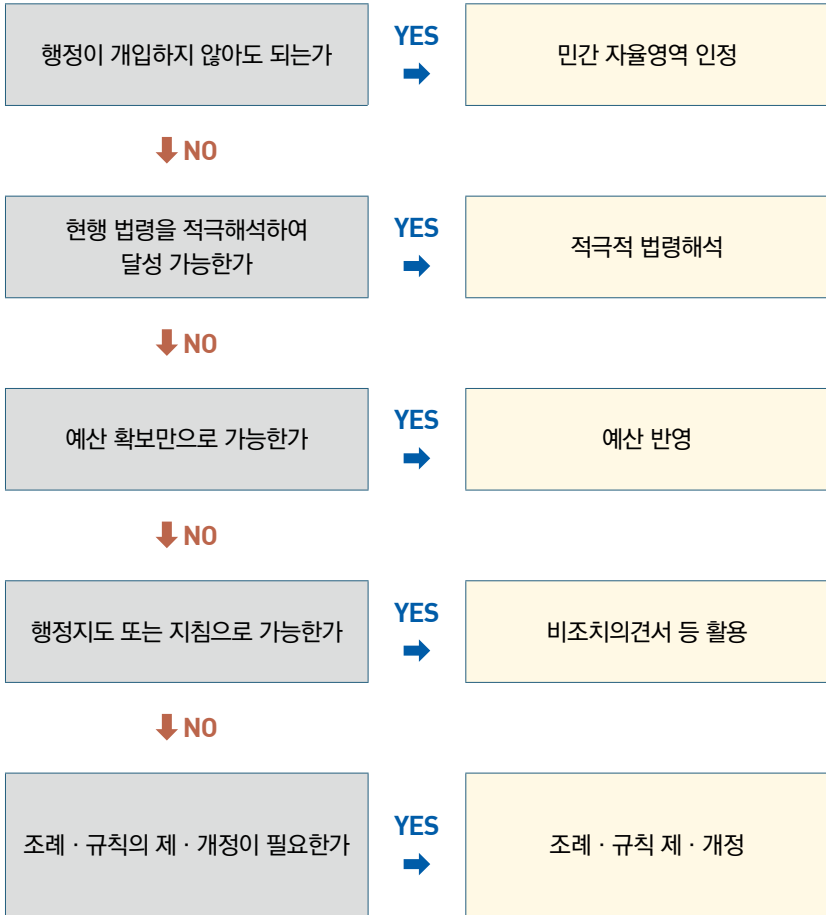 행정이 개입하지 않아도 되는가
YES
민간 자율영역 인정
NO
현행 법령을 적극해석하여
달성 가능한가
YES
적극적 법령해석
NO
예산 확보만으로 가능한가
YES
예산 반영
NO
행정지도 또는 지침으로 가능한가
YES
비조치의견서 등 활용
NO
조례 · 규칙의 제 · 개정이 필요한가
YES
조례 · 규칙 제 · 개정